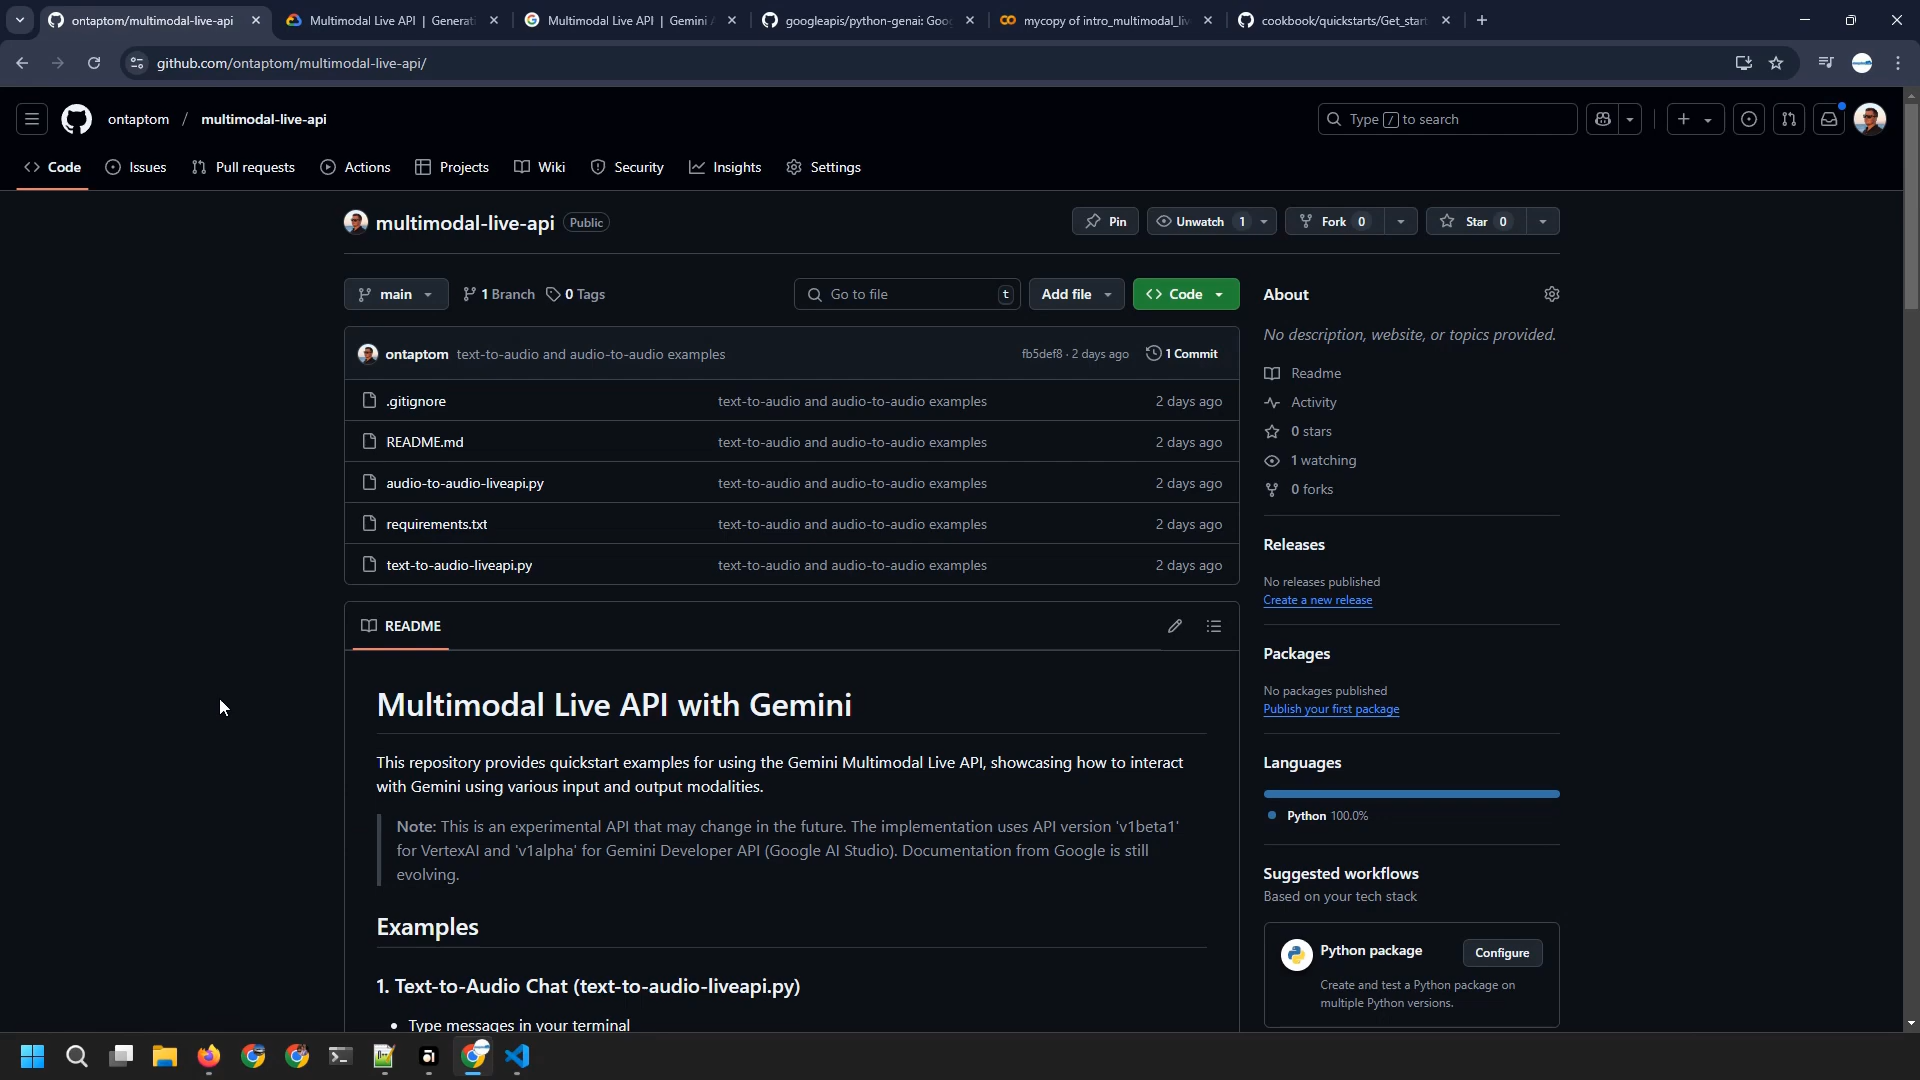 ontaptom/multimodal-live-api
Multimodal Live API | Generati
Multimodal Live API | Gemini A
googleapis/python-genai: Goog
mycopy of intro_multimodal_liv
cookbook/quickstarts/Get_start
github.com/ontaptom/multimodal-live-api/
ontaptom / multimodal-live-api
Type / to search
Code
Issues
Pull requests
Actions
Projects
Wiki
Security
Insights
Settings
multimodal-live-api Public
Pin
Unwatch 1
Fork 0
Star 0
main
1 Branch
0 Tags
Go to file t
Add file
<> Code
ontaptom text-to-audio and audio-to-audio examples fb5def8 · 2 days ago 1 Commit
.gitignore text-to-audio and audio-to-audio examples 2 days ago
README.md text-to-audio and audio-to-audio examples 2 days ago
audio-to-audio-liveapi.py text-to-audio and audio-to-audio examples 2 days ago
requirements.txt text-to-audio and audio-to-audio examples 2 days ago
text-to-audio-liveapi.py text-to-audio and audio-to-audio examples 2 days ago
README
Multimodal Live API with Gemini
This repository provides quickstart examples for using the Gemini Multimodal Live API, showcasing how to interact
with Gemini using various input and output modalities.
Note: This is an experimental API that may change in the future. The implementation uses API version 'v1beta1'
for VertexAI and 'v1alpha' for Gemini Developer API (Google AI Studio). Documentation from Google is still
evolving.
Examples
1. Text-to-Audio Chat (text-to-audio-liveapi.py)
• Type messages in your terminal
About
No description, website, or topics provided.
Readme
Activity
0 stars
1 watching
0 forks
Releases
No releases published
Create a new release
Packages
No packages published
Publish your first package
Languages
Python 100.0%
Suggested workflows
Based on your tech stack
Python package
Configure
Create and test a Python package on
multiple Python versions.